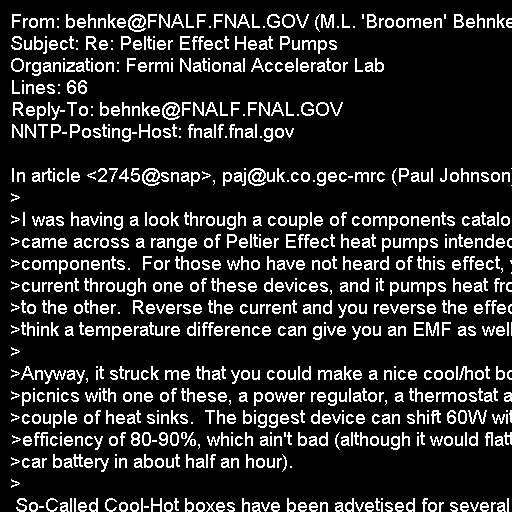 From: behnke@FNALF.FNAL.GOV (M.L. 'Broomen' Behnke
Subject: Re: Peltier Effect Heat Pumps
Organization: Fermi National Accelerator Lab
Lines: 66
Reply-To: behnke@FNALF.FNAL.GOV
NNTP-Posting-Host: fnalf.fnal.gov

In article <2745@snap>, paj@uk.co.gec-mrc (Paul Johnson)
>
>I was having a look through a couple of components catalo
>came across a range of Peltier Effect heat pumps intended
>components.  For those who have not heard of this effect,
>current through one of these devices, and it pumps heat fro
>to the other.  Reverse the current and you reverse the effec
>think a temperature difference can give you an EMF as well
>
>Anyway, it struck me that you could make a nice cool/hot bo
>picnics with one of these, a power regulator, a thermostat a
>couple of heat sinks.  The biggest device can shift 60W wit
>efficiency of 80-90%, which ain't bad (although it would flatt
>car battery in about half an hour).
>
So-Called Cool-Hot boxes have been advetised for several